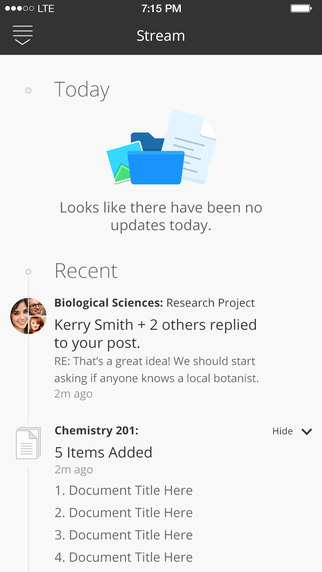 LTE 7:15 PM
Stream
Today
Looks like there have been no
updates today.
Recent
Biological Sciences: Research Project
Kerry Smith + 2 others replied
to your post.
RE: That's a great idea! We should start
asking if anyone knows a local botanist.
2m ago
Chemistry 201: Hide
5 Items Added
2m ago
1. Document Title Here
2. Document Title Here
3. Document Title Here
4. Document Title Here